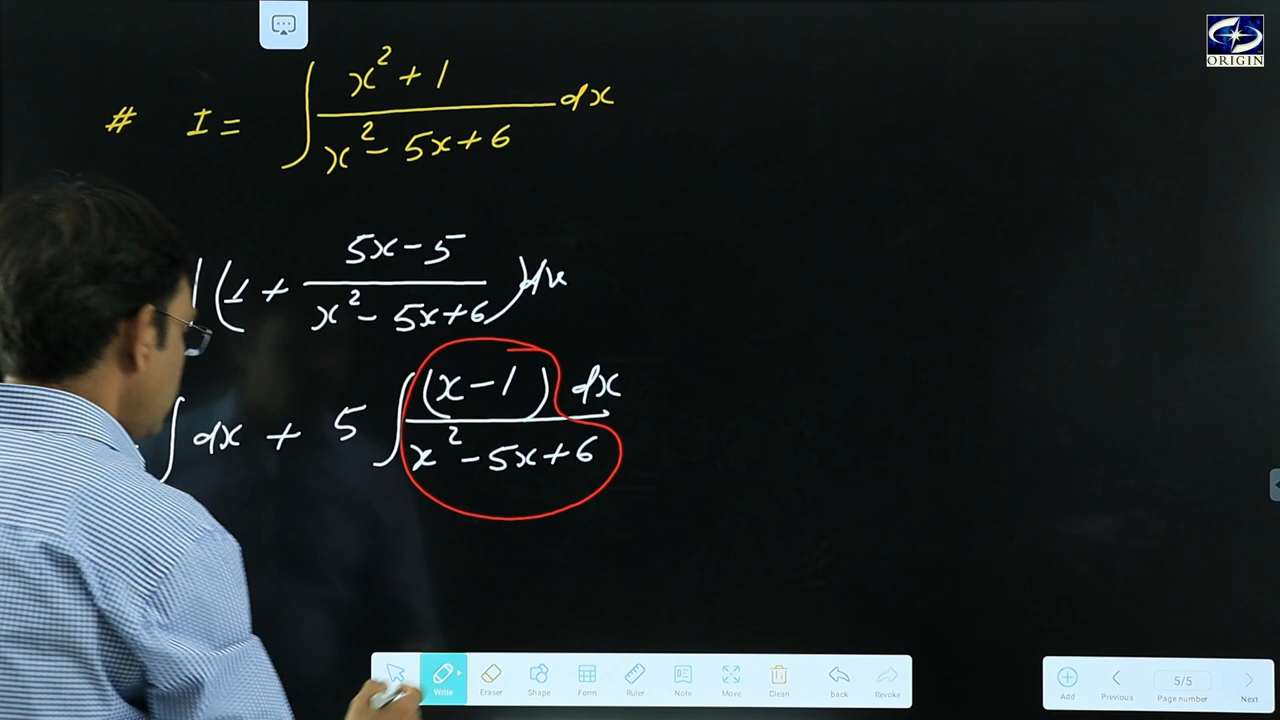 ORIGIN
# I = ∫ x² + 1 / x² - 5x + 6 dx
∫ (1 + 5x - 5 / x² - 5x + 6) dx
∫ dx + 5 ∫ (x - 1) dx / x² - 5x + 6
Write
Eraser
Shape
Form
Ruler
Note
Move
Clean
back
Revoke
Add
Previous
5/5
Page number
Next